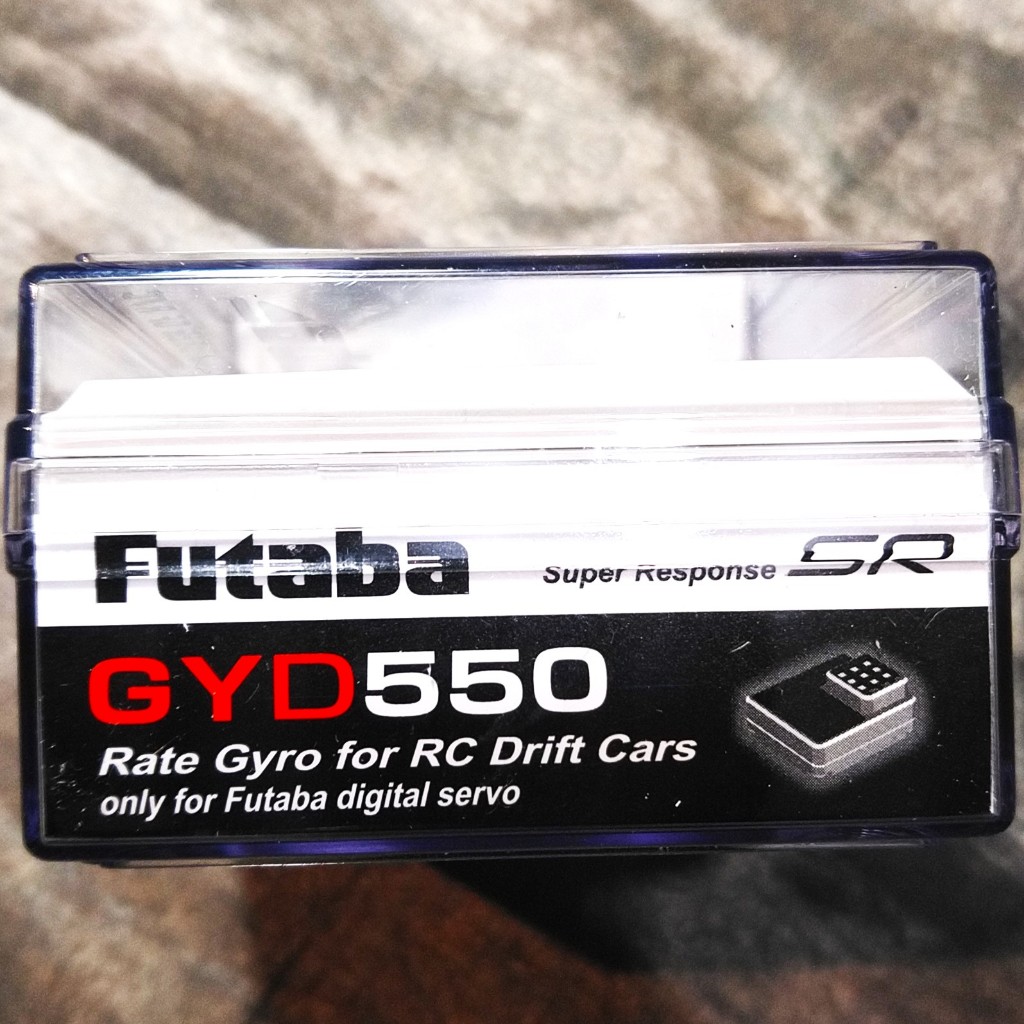 Futaba
Super Response SR
GYD550
Rate Gyro for RC Drift Cars
only for Futaba digital servo